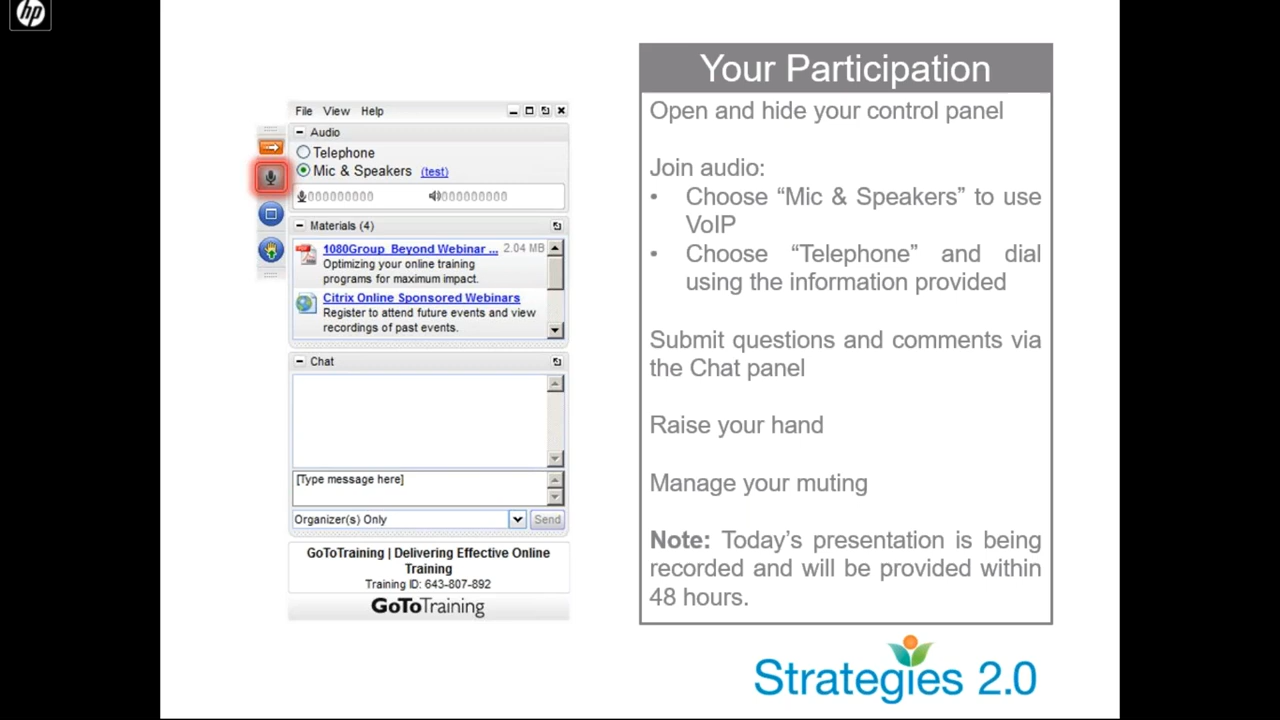 hp
File View Help
Audio
Telephone
Mic & Speakers (test)
000000000 000000000
Materials (4)
1080Group_Beyond Webinar ... 2.04 MB
Optimizing your online training
programs for maximum impact.
Citrix Online Sponsored Webinars
Register to attend future events and view
recordings of past events.
Chat
[Type message here]
Organizer(s) Only Send
GoToTraining | Delivering Effective Online
Training
Training ID: 643-807-892
GoToTraining
Your Participation
Open and hide your control panel
Join audio:
• Choose “Mic & Speakers” to use
VoIP
• Choose “Telephone” and dial
using the information provided
Submit questions and comments via
the Chat panel
Raise your hand
Manage your muting
Note: Today’s presentation is being
recorded and will be provided within
48 hours.
Strategies 2.0